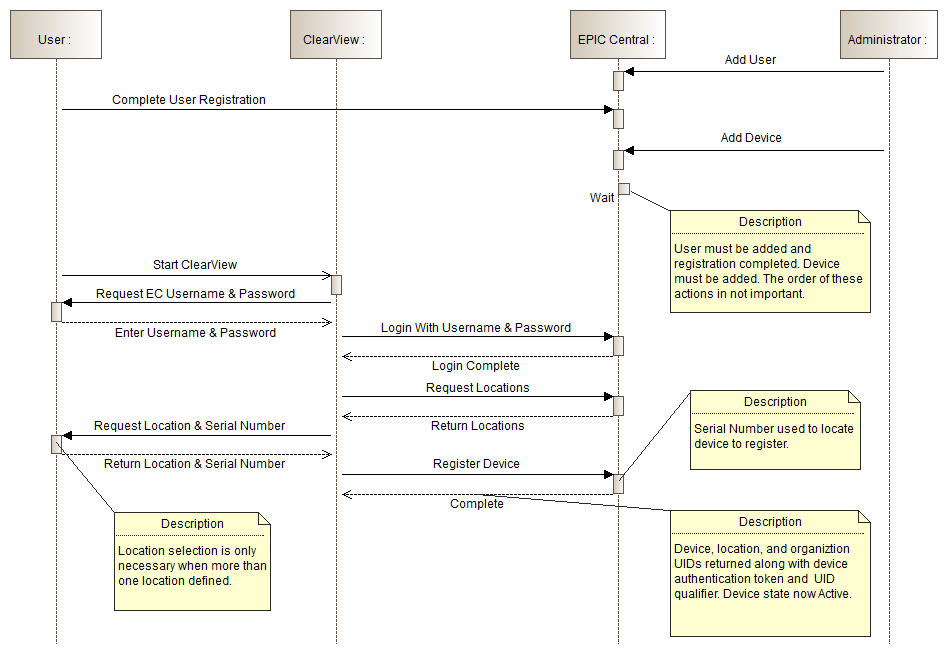 User :
ClearView :
EPIC Central :
Administrator :
Add User
Complete User Registration
Add Device
Wait
Description
User must be added and
registration completed. Device
must be added. The order of these
actions in not important.
Start ClearView
Request EC Username & Password
Enter Username & Password
Login With Username & Password
Login Complete
Request Locations
Return Locations
Description
Serial Number used to locate
device to register.
Request Location & Serial Number
Return Location & Serial Number
Register Device
Complete
Description
Location selection is only
necessary when more than
one location defined.
Description
Device, location, and organiztion
UIDs returned along with device
authentication token and UID
qualifier. Device state now Active.